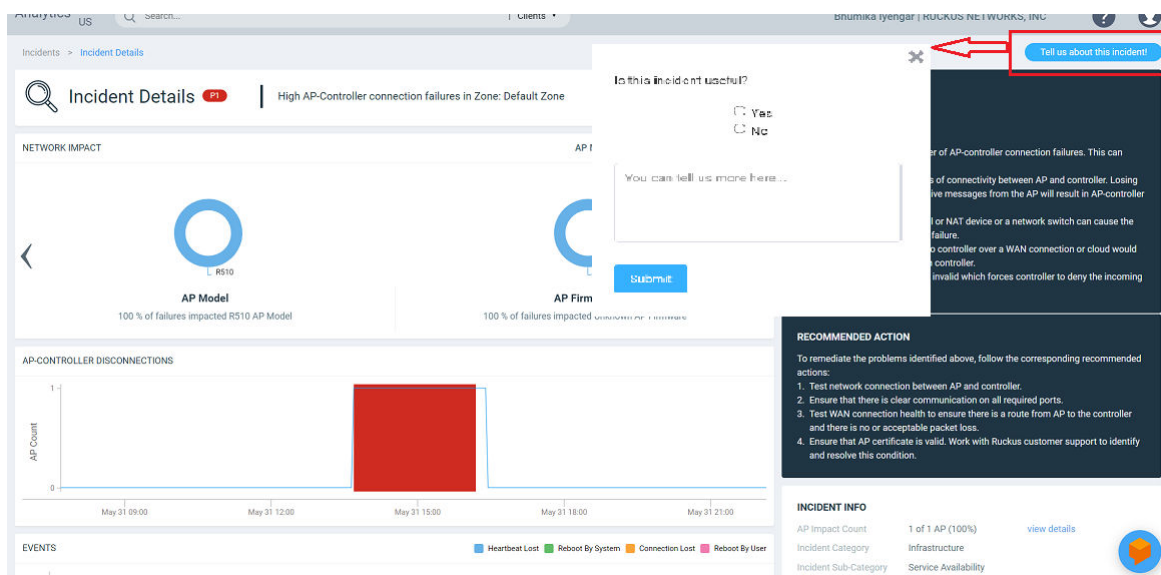 Analytics US
Search...
Clients
Bhumika Iyengar | RUCKUS NETWORKS, INC
?
Incidents > Incident Details
Tell us about this incident!
Incident Details P1
High AP-Controller connection failures in Zone: Default Zone
Is this incident useful?
Yes
No
You can tell us more here...
Submit
NETWORK IMPACT
AP
R510
AP Model
100 % of failures impacted R510 AP Model
AP Firm
100 % of failures impacted Unknown AP Firmware
er of AP-controller connection failures. This can
s of connectivity between AP and controller. Losing
ive messages from the AP will result in AP-controller
l or NAT device or a network switch can cause the
failure.
o controller over a WAN connection or cloud would
controller.
invalid which forces controller to deny the incoming
RECOMMENDED ACTION
To remediate the problems identified above, follow the corresponding recommended
actions:
1. Test network connection between AP and controller.
2. Ensure that there is clear communication on all required ports.
3. Test WAN connection health to ensure there is a route from AP to the controller
and there is no or acceptable packet loss.
4. Ensure that AP certificate is valid. Work with Ruckus customer support to identify
and resolve this condition.
AP-CONTROLLER DISCONNECTIONS
AP Count
1
0
May 31 09:00
May 31 12:00
May 31 15:00
May 31 18:00
May 31 21:00
EVENTS
Heartbeat Lost Reboot By System Connection Lost Reboot By User
INCIDENT INFO
AP Impact Count 1 of 1 AP (100%) view details
Incident Category Infrastructure
Incident Sub-Category Service Availability